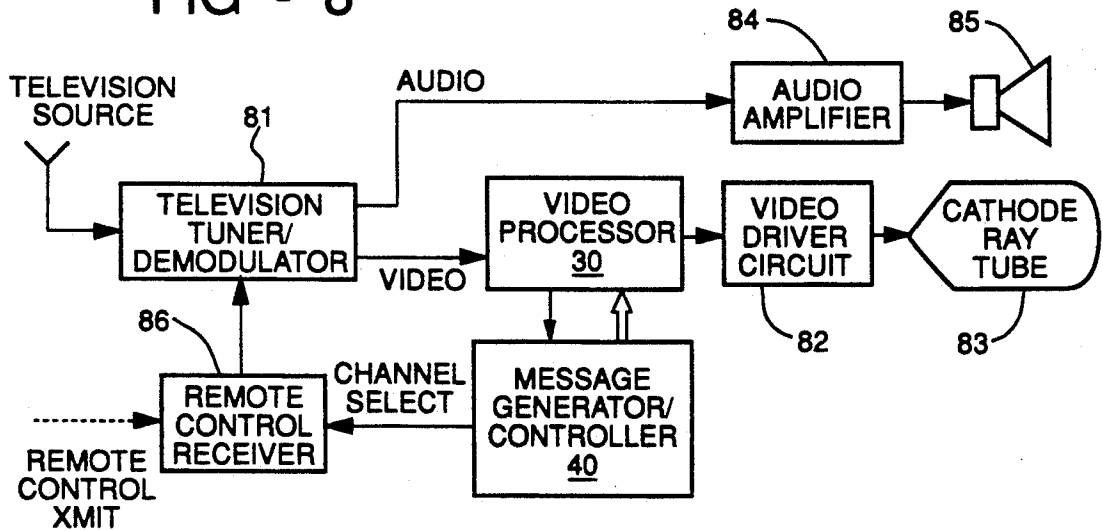 FIG - 8
84
85
TELEVISION
SOURCE
81
AUDIO
AUDIO
AMPLIFIER
TELEVISION
TUNER/
DEMODULATOR
VIDEO
VIDEO
PROCESSOR
30
VIDEO
DRIVER
CIRCUIT
CATHODE
RAY
TUBE
86
82
83
CHANNEL
SELECT
REMOTE
CONTROL
RECEIVER
MESSAGE
GENERATOR/
CONTROLLER
40
REMOTE
CONTROL
XMIT